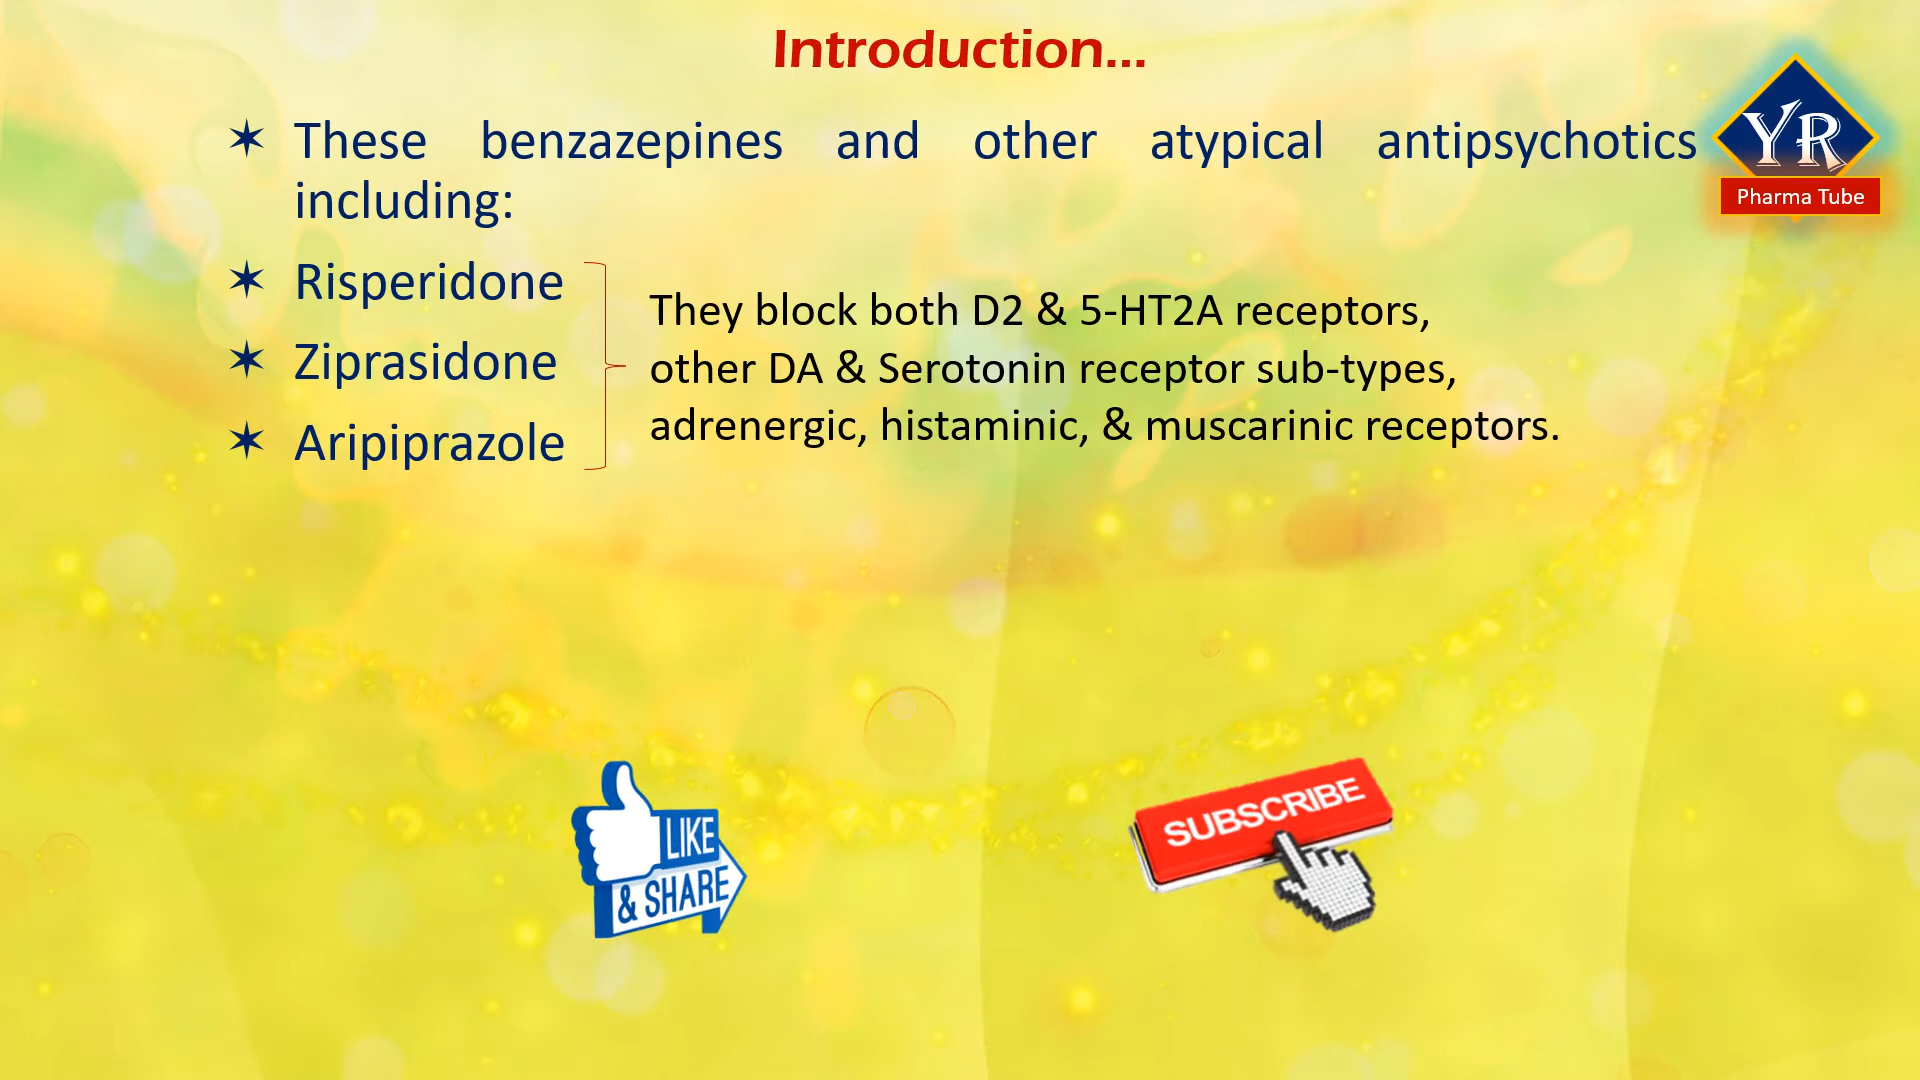 Introduction...
✶ These benzazepines and other atypical antipsychotics
including:
✶ Risperidone
✶ Ziprasidone
✶ Aripiprazole
They block both D2 & 5-HT2A receptors,
other DA & Serotonin receptor sub-types,
adrenergic, histaminic, & muscarinic receptors.
YR
Pharma Tube
LIKE
& SHARE
SUBSCRIBE